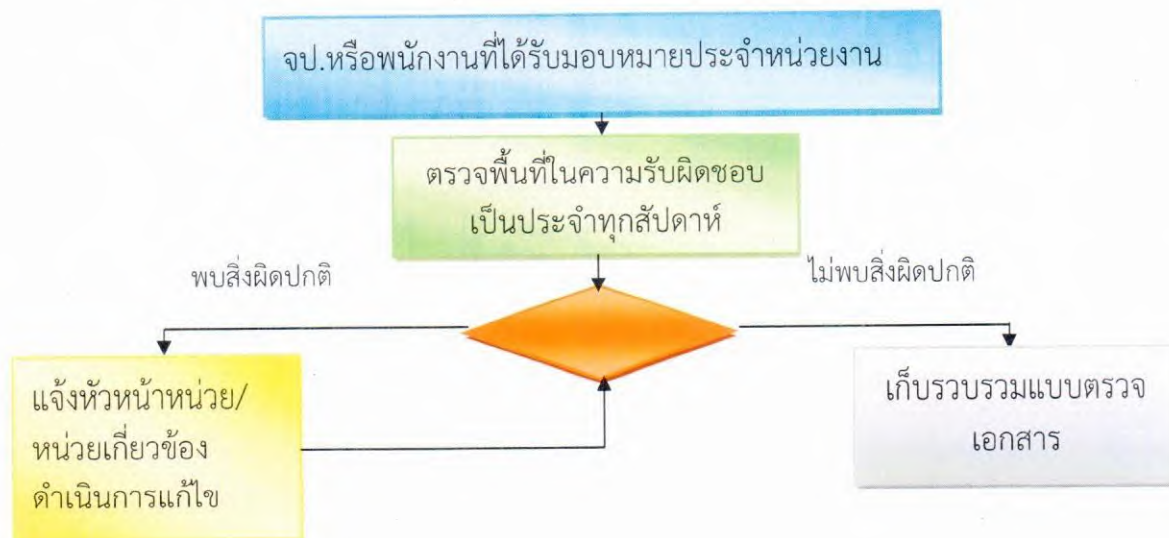 จป.หรือพนักงานที่ได้รับมอบหมายประจำหน่วยงาน
ตรวจพื้นที่ในความรับผิดชอบ
เป็นประจำทุกสัปดาห์
พบสิ่งผิดปกติ
ไม่พบสิ่งผิดปกติ
แจ้งหัวหน้าหน่วย/
หน่วยเกี่ยวข้อง
ดำเนินการแก้ไข
เก็บรวบรวมแบบตรวจ
เอกสาร